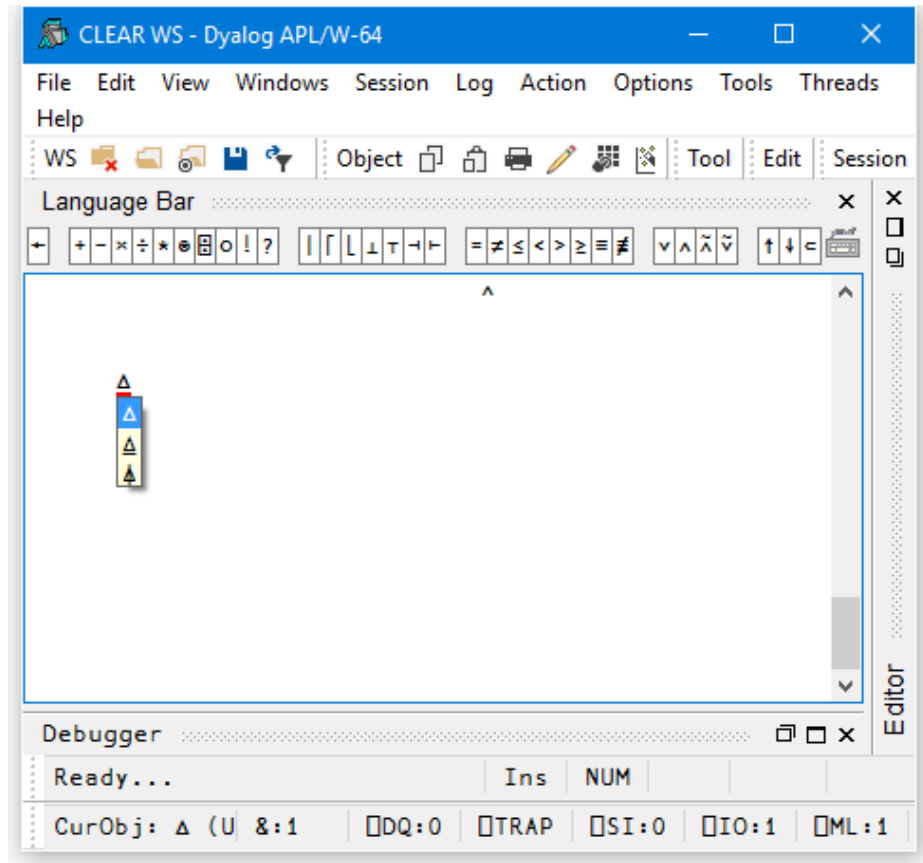 CLEAR WS - Dyalog APL/W-64
File Edit View Windows Session Log Action Options Tools Threads
Help
WS Object Tool Edit Session
Language Bar
← + - × ÷ * ⍟ ⌹ ○ ! ? | ⌈ ⌊ ⊥ ⊤ ⊣ ⊢ = ≠ ≤ < > ≥ ≡ ≢ ∨ ∧ ⍲ ⍱ ↑ ↓ ⊂
^
∆
∆
⍙
⍋
Editor
Debugger
Ready... Ins NUM
CurObj: ∆ (U &:1 ⎕DQ:0 ⎕TRAP ⎕SI:0 ⎕IO:1 ⎕ML:1